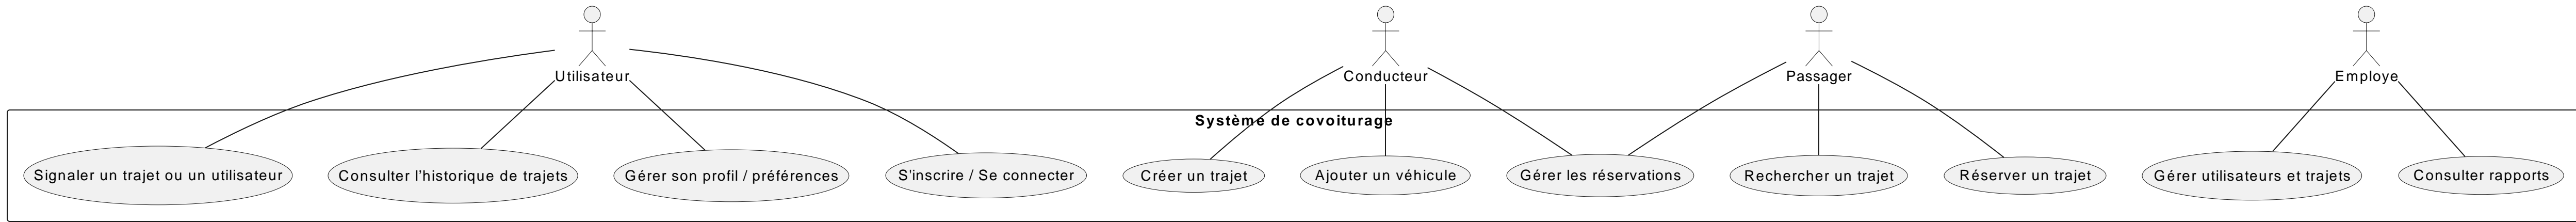 Utilisateur
Conducteur
Passager
Employe
Système de covoiturage
Signaler un trajet ou un utilisateur
Consulter l'historique de trajets
Gérer son profil / préférences
S'inscrire / Se connecter
Créer un trajet
Ajouter un véhicule
Gérer les réservations
Rechercher un trajet
Réserver un trajet
Gérer utilisateurs et trajets
Consulter rapports